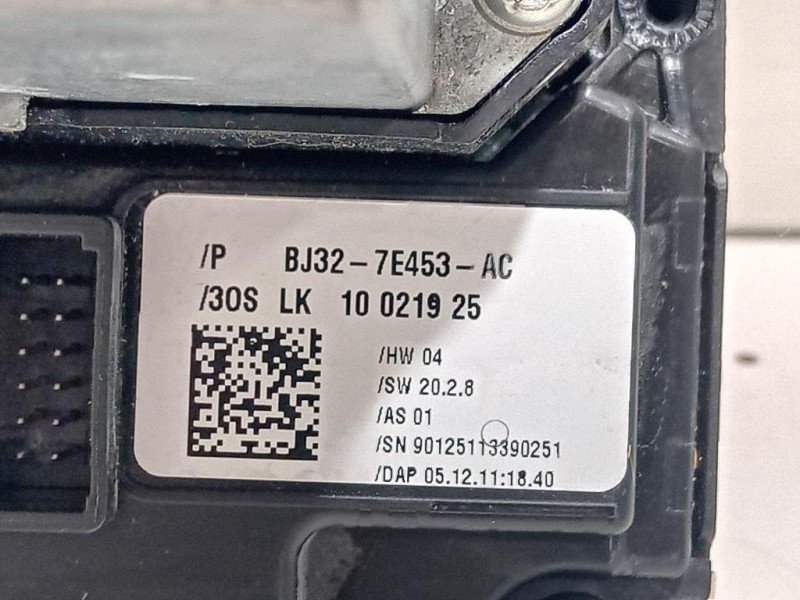 /P BJ32-7E453-AC
/30S LK 10 0219 25
/HW 04
/SW 20.2.8
/AS 01
/SN 90125113390251
/DAP 05.12.11:18.40